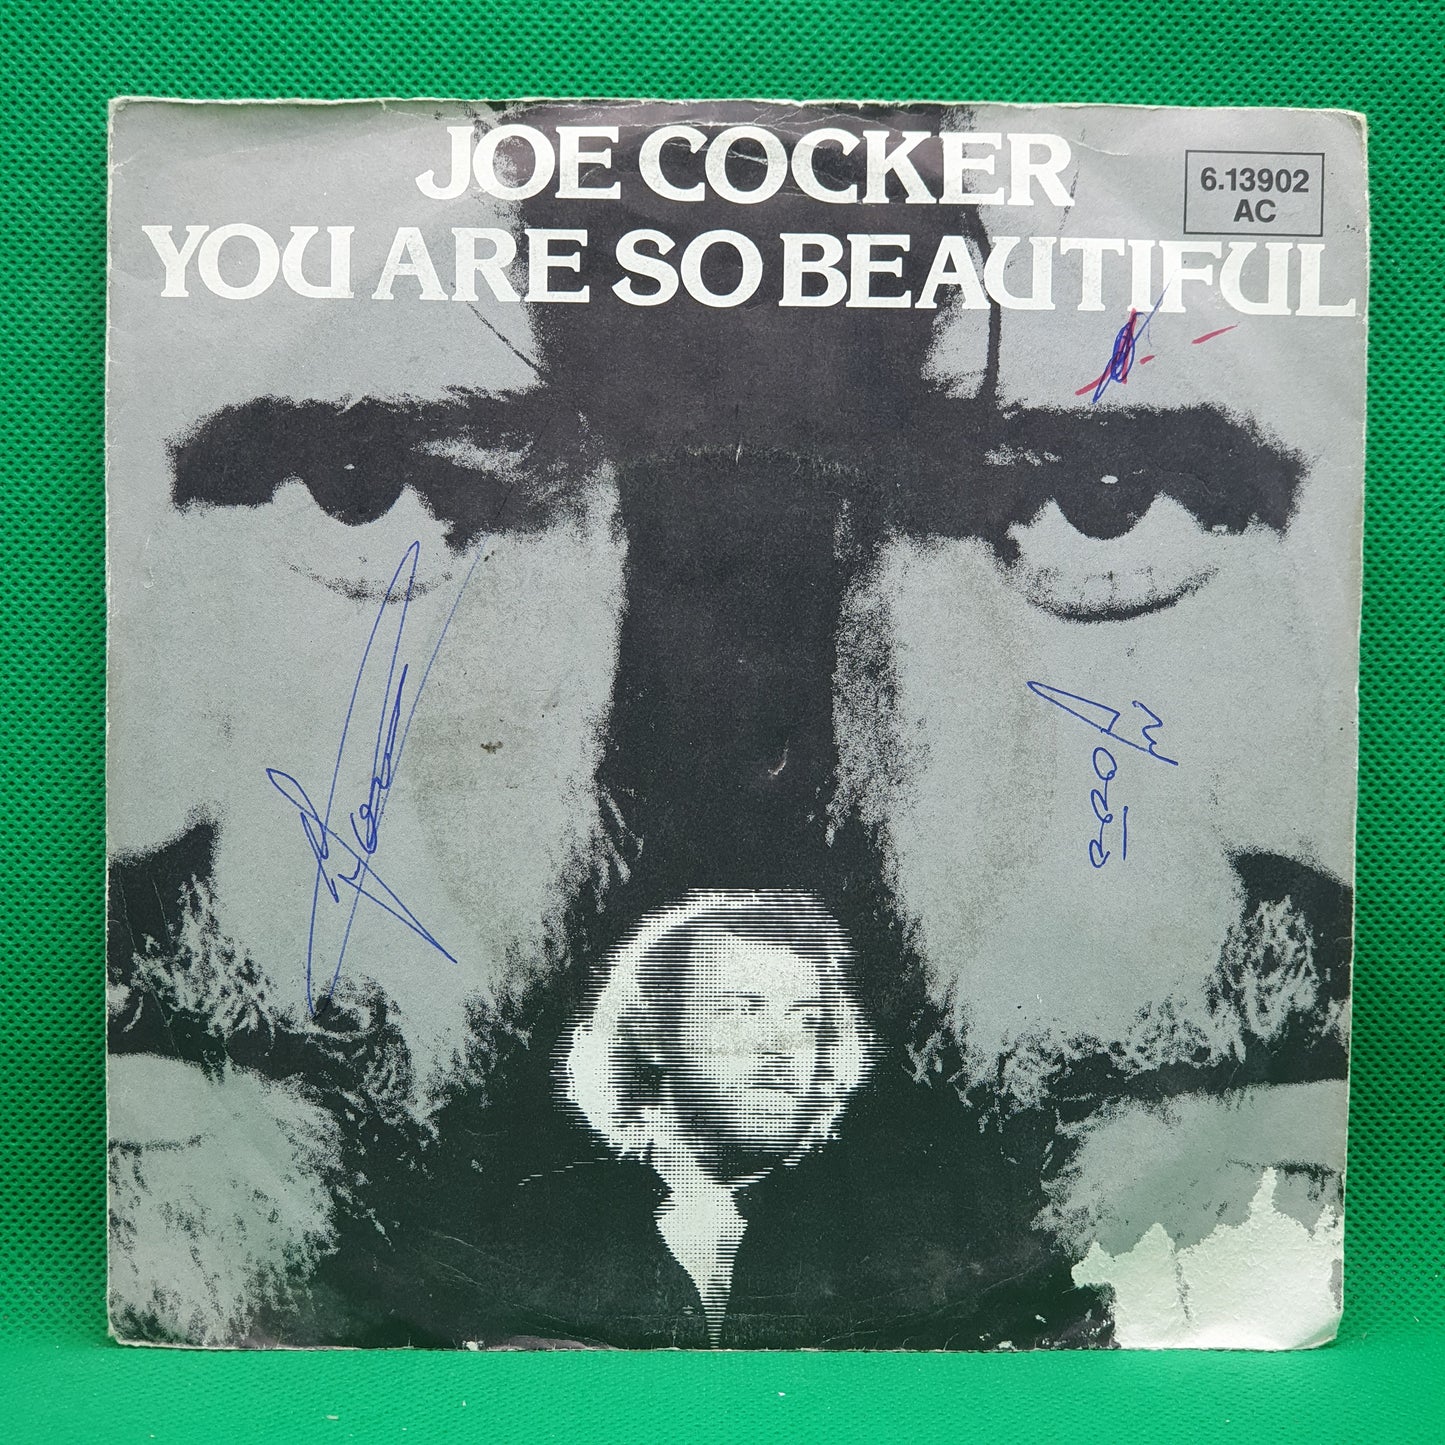 JOE COCKER
6.13902
AC
YOU ARE SO BEAUTIFUL